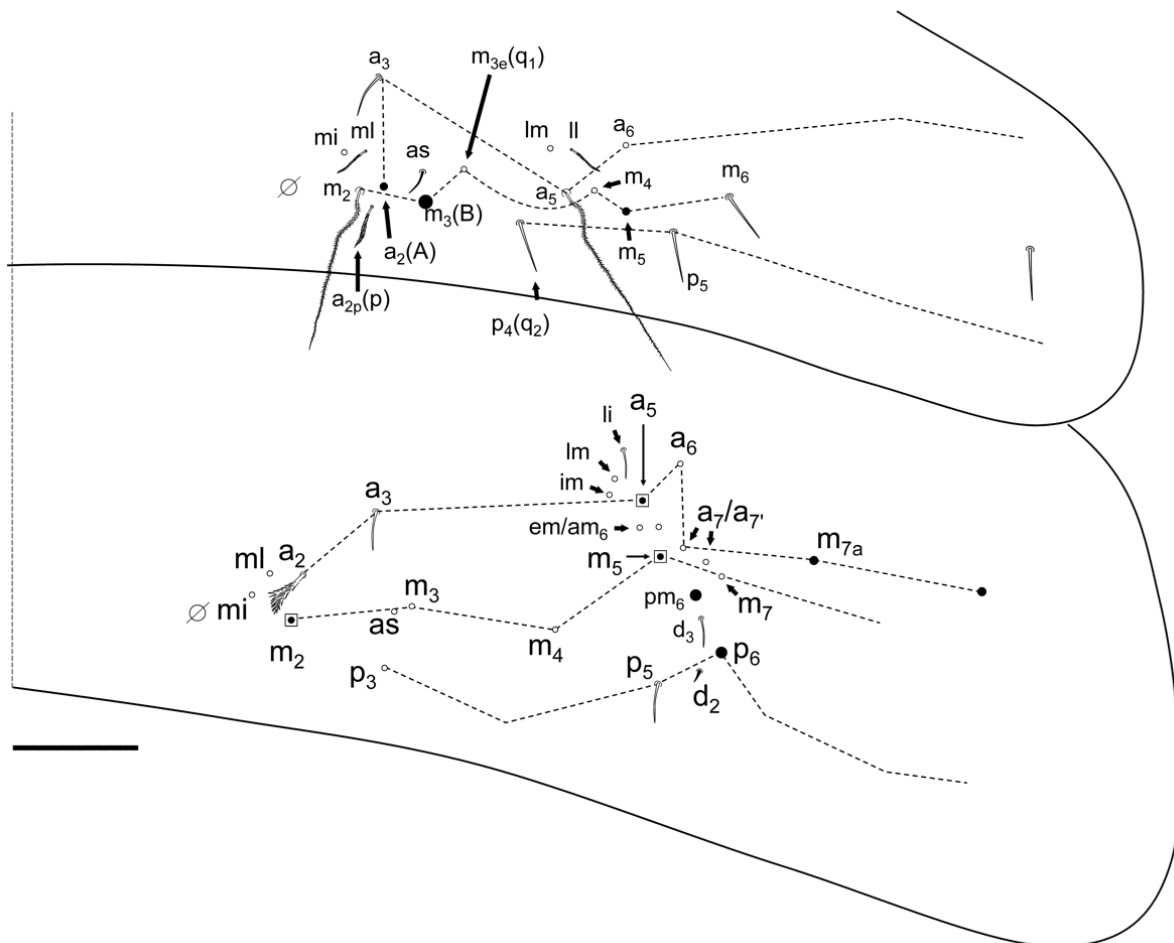 a3
m3e(q1)
mi
ml
as
lm
ll
a6
m2
m3(B)
a5
m4
m6
a2(A)
m5
p5
a2p(p)
p4(q2)
li
a5
a6
lm
im
a3
em/am6
a7/a7'
m7a
ml
a2
m5
mi
m3
pm6
m7
as
m2
m4
d3
p3
p5
p6
d2